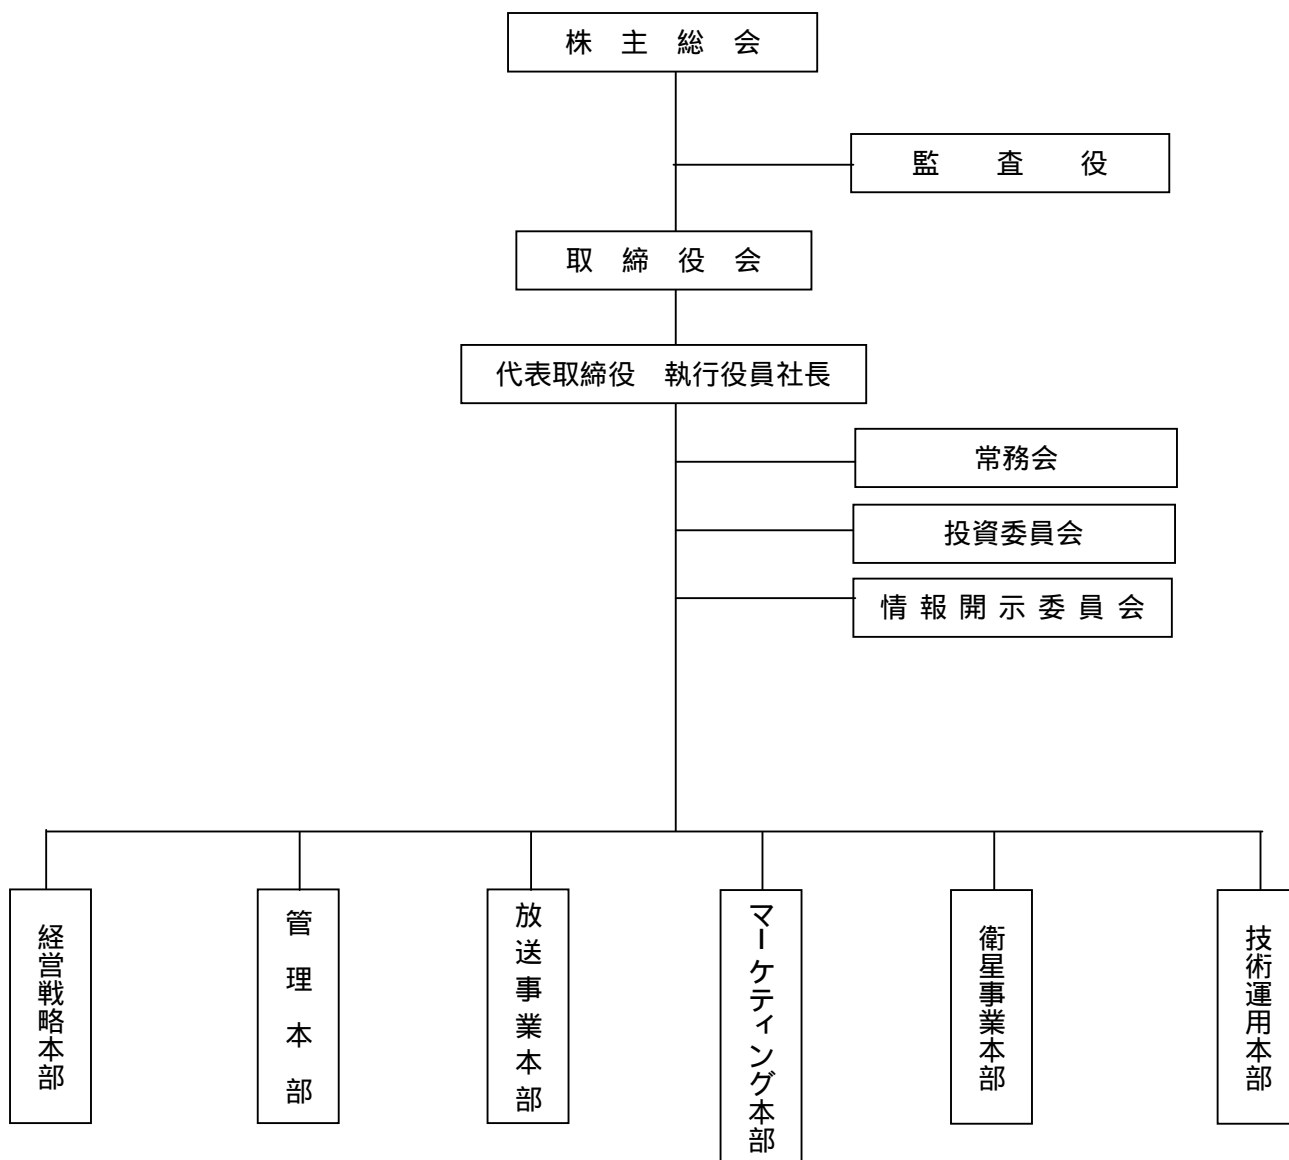 株　主　総　会
監　　査　　役
取　締　役　会
代表取締役　執行役員社長
常務会
投資委員会
情 報 開 示 委 員 会
経営戦略本部
管理本部
放送事業本部
マーケティング本部
衛星事業本部
技術運用本部